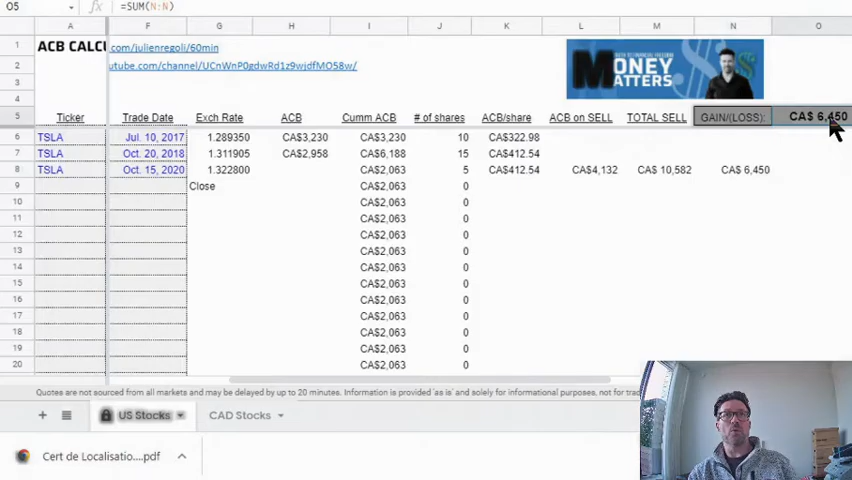 O5 fx =SUM(N:N)
A F G H I J K L M N O
1 ACB CALCU com/julienregoli/60min
2 utube.com/channel/UCnWnP0gdwRd1z9wjdfMO58w/
MONEY MATTERS
3
4
5 Ticker Trade Date Exch Rate ACB Cumm ACB # of shares ACB/share ACB on SELL TOTAL SELL GAIN/(LOSS): CA$ 6,450
6 TSLA Jul. 10, 2017 1.289350 CA$3,230 CA$3,230 10 CA$322.98
7 TSLA Oct. 20, 2018 1.311905 CA$2,958 CA$6,188 15 CA$412.54
8 TSLA Oct. 15, 2020 1.322800 CA$2,063 5 CA$412.54 CA$4,132 CA$ 10,582 CA$ 6,450
9 Close CA$2,063 0
10 CA$2,063 0
11 CA$2,063 0
12 CA$2,063 0
13 CA$2,063 0
14 CA$2,063 0
15 CA$2,063 0
16 CA$2,063 0
17 CA$2,063 0
18 CA$2,063 0
19 CA$2,063 0
20 CA$2,063 0
Quotes are not sourced from all markets and may be delayed by up to 20 minutes. Information is provided 'as is' and solely for informational purposes, not for trad
US Stocks CAD Stocks
Cert de Localisatio....pdf